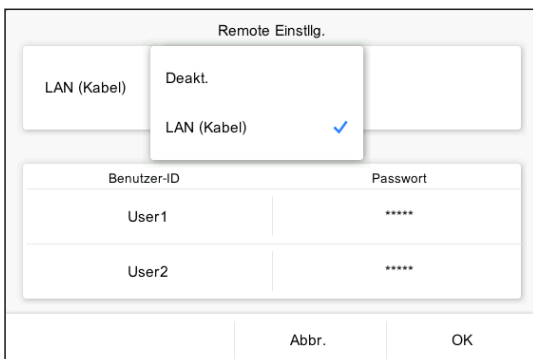 Remote Einstllg.
LAN (Kabel)
Deakt.
LAN (Kabel)
Benutzer-ID Passwort
User1 *****
User2 *****
Abbr. OK